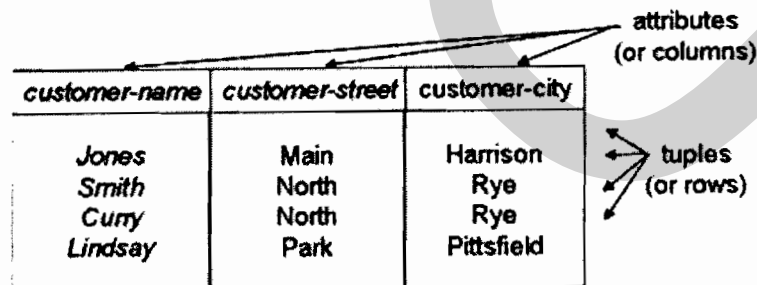 attributes
(or columns)
customer-name customer-street customer-city
Jones Main Harrison
Smith North Rye
Curry North Rye
Lindsay Park Pittsfield
tuples
(or rows)